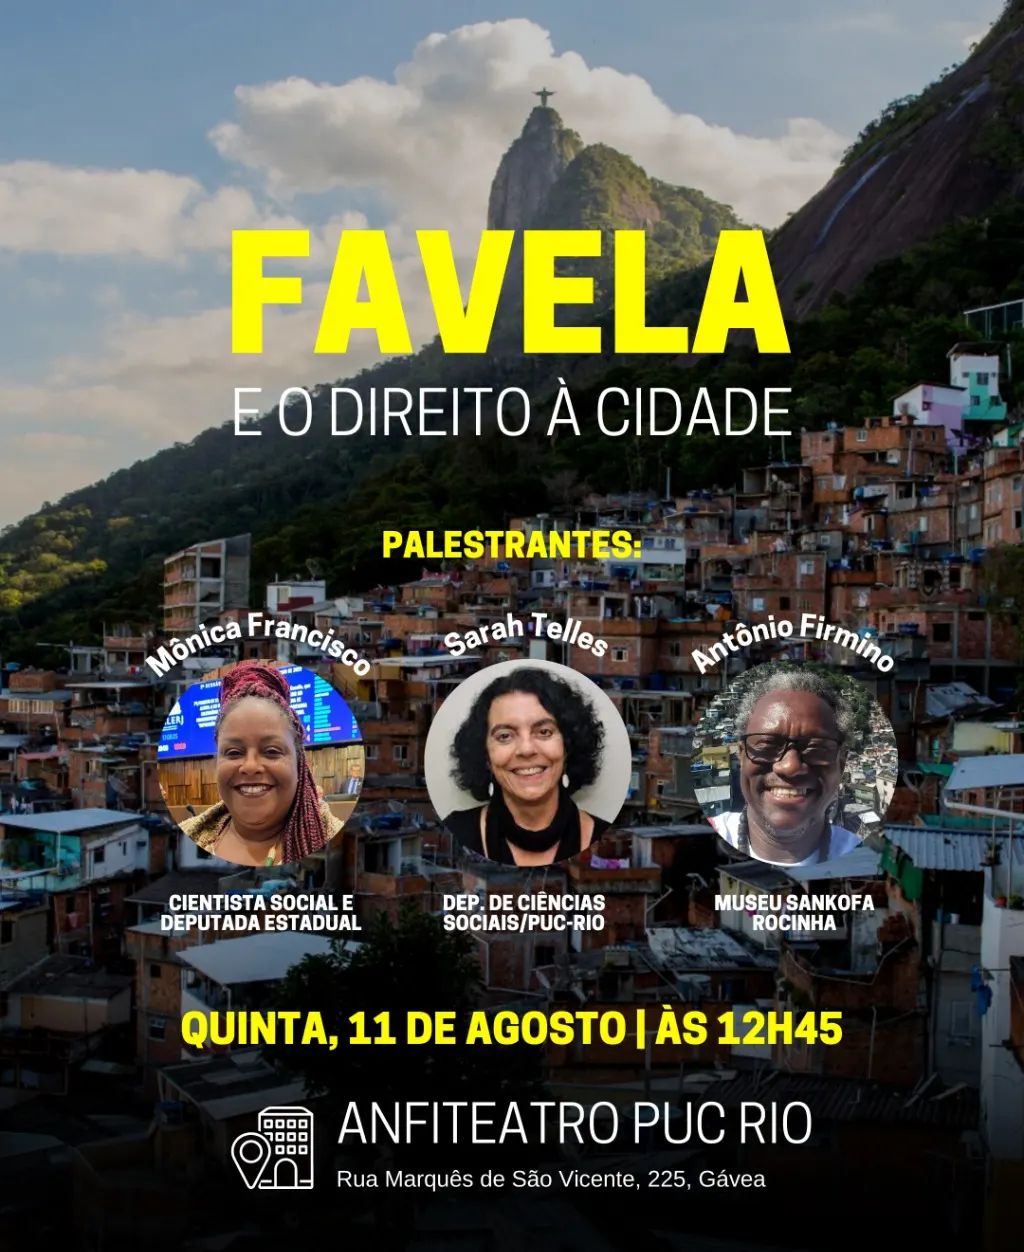 FAVELA
E O DIREITO À CIDADE
PALESTRANTES:
Mônica Francisco
Sarah Telles
Antônio Firmino
CIENTISTA SOCIAL E
DEPUTADA ESTADUAL
DEP. DE CIÊNCIAS
SOCIAIS/PUC-RIO
MUSEU SANKOFA
ROCINHA
QUINTA, 11 DE AGOSTO | ÀS 12H45
ANFITEATRO PUC RIO
Rua Marquês de São Vicente, 225, Gávea